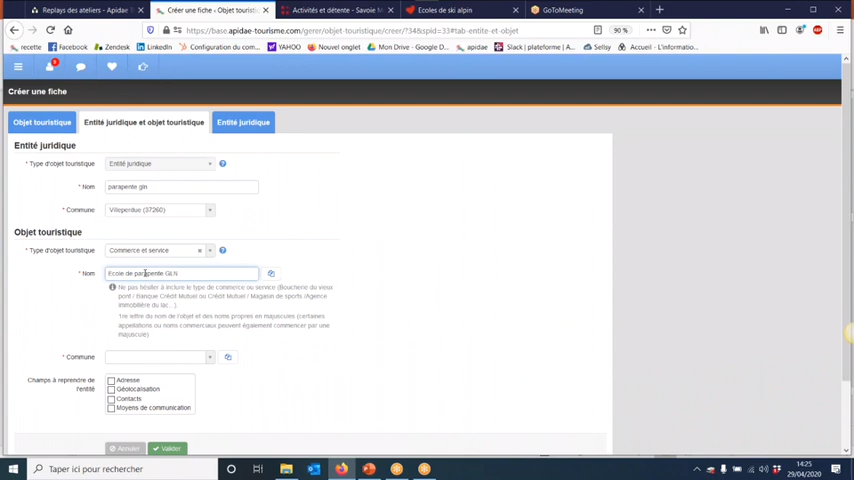 Replays des ateliers - Apidae
Créer une fiche - Objet touristi
Activités et détente - Savoie M
Ecoles de ski alpin
GoToMeeting
https://base.apidae-tourisme.com/gerer/objet-touristique/creer/?34&spid=33#tab-entite-et-objet
90 %
recette
Zendesk
LinkedIn
Configuration du com...
YAHOO
Nouvel onglet
Mon Drive - Google D...
apidae
Slack | plateforme | A...
Sellsy
Accueil - L'informatio...
Créer une fiche
Objet touristique
Entité juridique et objet touristique
Entité juridique
Entité juridique
* Type d'objet touristique
Entité juridique
* Nom
parapente gln
* Commune
Villeperdue (37260)
Objet touristique
* Type d'objet touristique
Commerce et service
* Nom
Ecole de parapente GLN
Ne pas hésiter à inclure le type de commerce ou service (Boucherie du vieux
pont / Banque Crédit Mutuel ou Crédit Mutuel / Magasin de sports /Agence
immobilière du lac...).
1re lettre du nom de l'objet et des noms propres en majuscules (certaines
appellations ou noms commerciaux peuvent également commencer par une
majuscule)
* Commune
Champs à reprendre de
l'entité
Adresse
Géolocalisation
Contacts
Moyens de communication
Annuler
Valider
Taper ici pour rechercher
14:25
29/04/2020